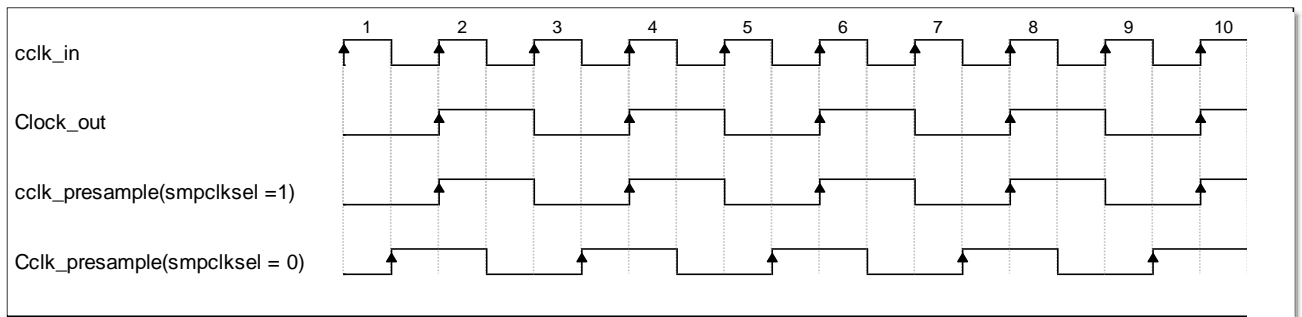 1 2 3 4 5 6 7 8 9 10
cclk_in
Clock_out
cclk_presample(smpclksel =1)
Cclk_presample(smpclksel = 0)